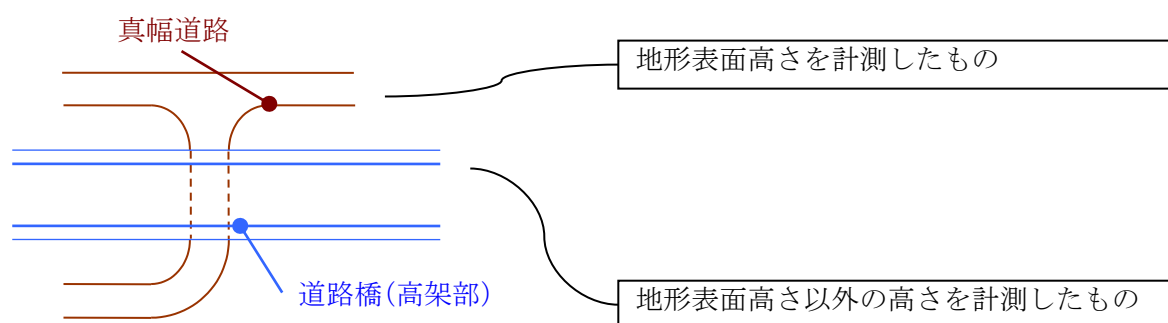 真幅道路
地形表面高さを計測したもの
道路橋(高架部)
地形表面高さ以外の高さを計測したもの